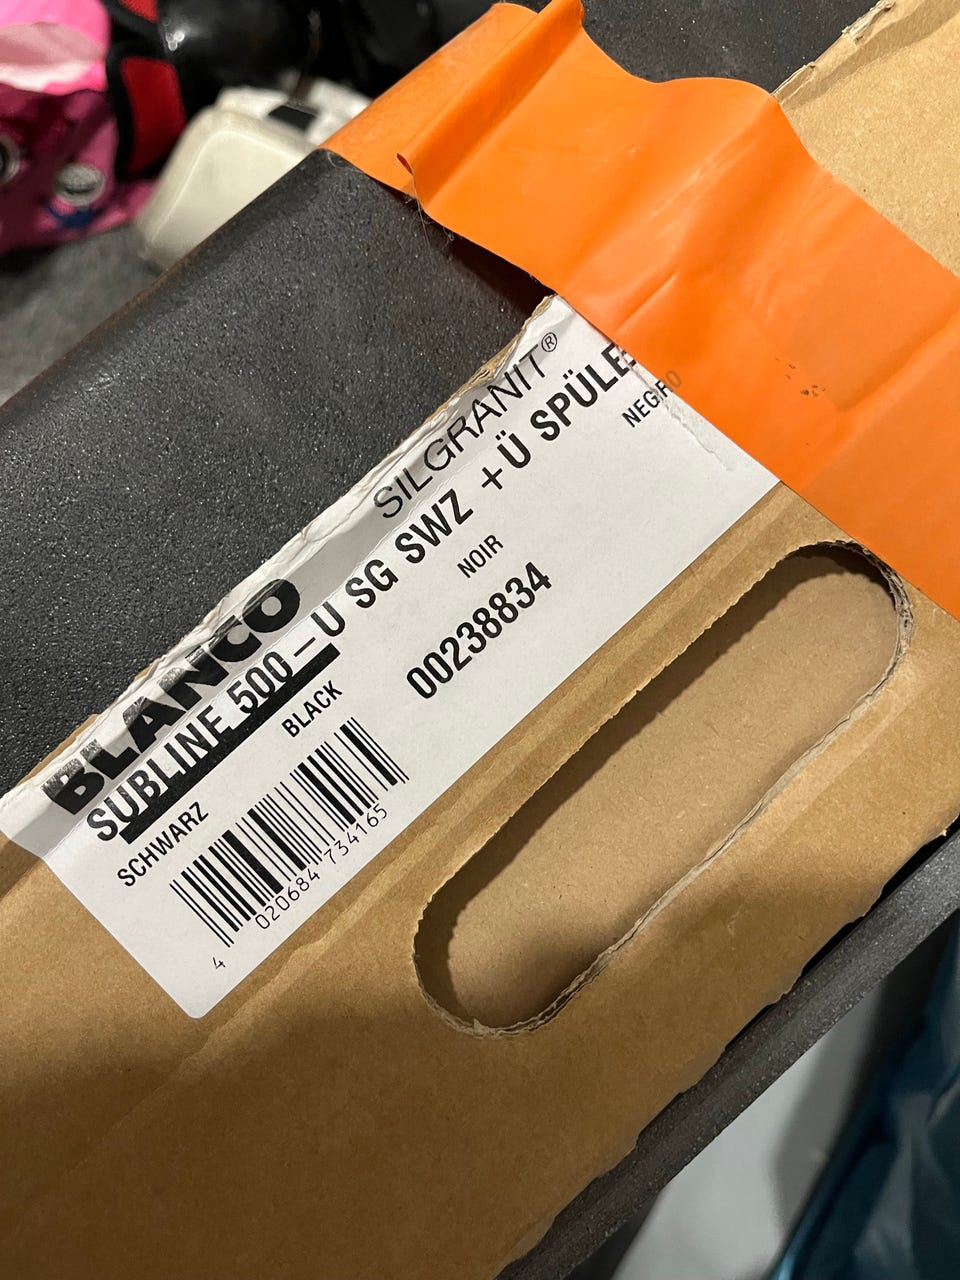 BLANCO SILGRANIT®
SUBLINE 500-U SG SWZ +Ü SPÜLE
SCHWARZ BLACK NOIR NEGRO
00238834
4 020684 734165